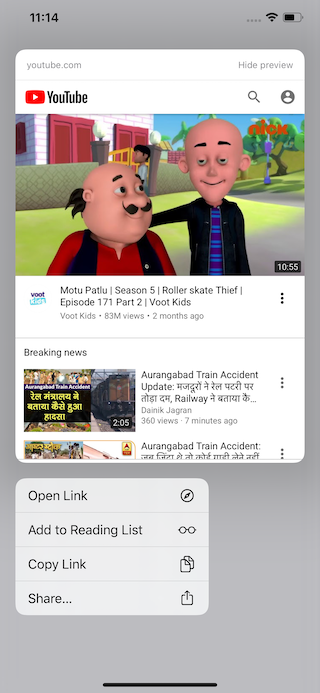 11:14
youtube.com
Hide preview
YouTube
nick
10:55
voot
Kids
Motu Patlu | Season 5 | Roller skate Thief |
Episode 171 Part 2 | Voot Kids
Voot Kids • 83M views • 2 months ago
Breaking news
Aurangabad Train Accident
रेल मंत्रालय ने
बताया कैसे हुआ
हादसा
2:05
Aurangabad Train Accident
Update: मजदूरों ने रेल पटरी पर
तोड़ा दम, Railway ने बताया कै...
Dainik Jagran
360 views · 7 minutes ago
Aurangabad Train Accident:
जब जिंदा थे तो कोई गाड़ी लेने नहीं
Open Link
Add to Reading List
Copy Link
Share...